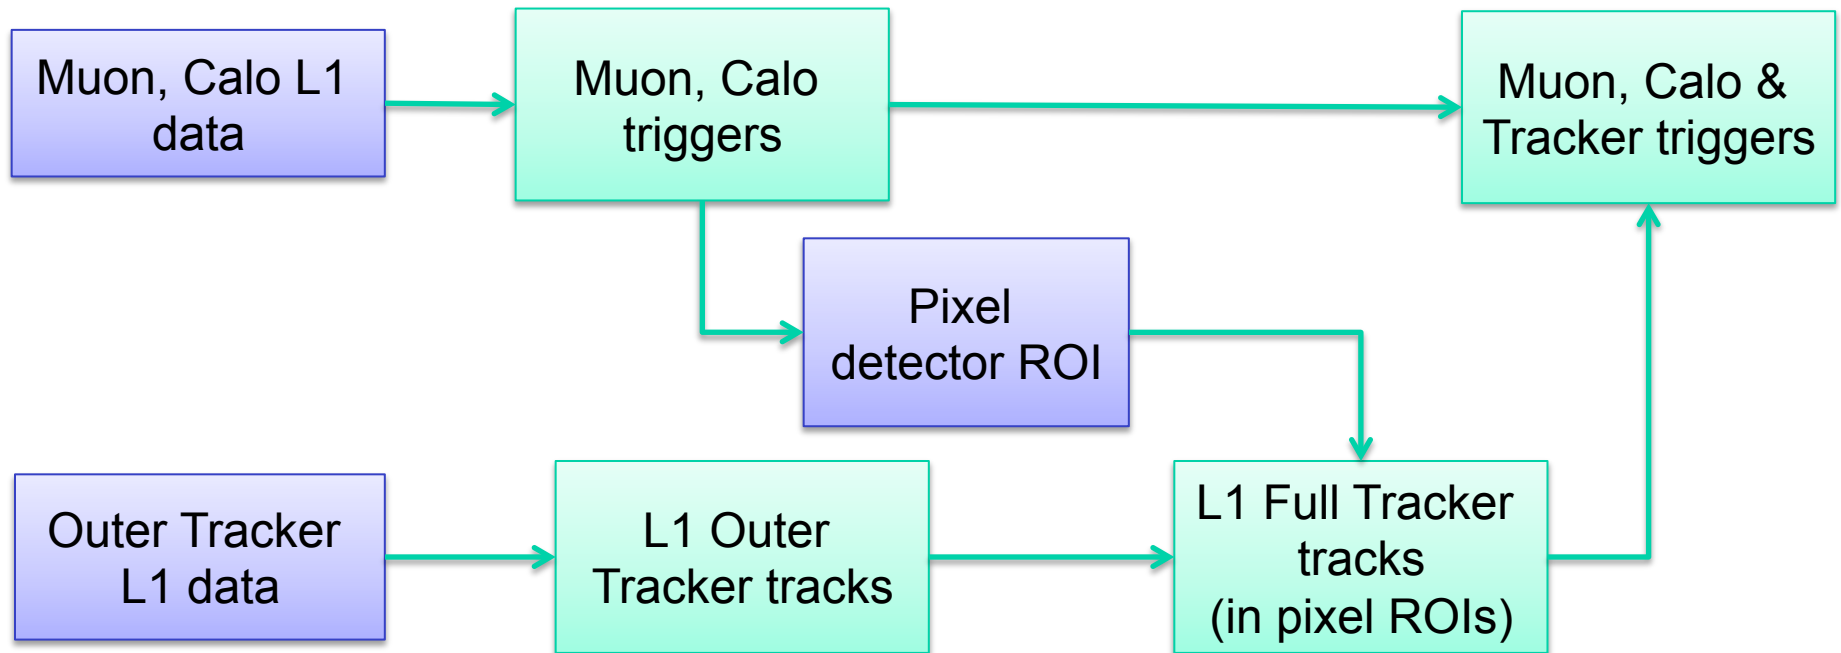 Muon, Calo L1
data
Muon, Calo
triggers
Muon, Calo &
Tracker triggers
Pixel
detector ROI
Outer Tracker
L1 data
L1 Outer
Tracker tracks
L1 Full Tracker
tracks
(in pixel ROIs)